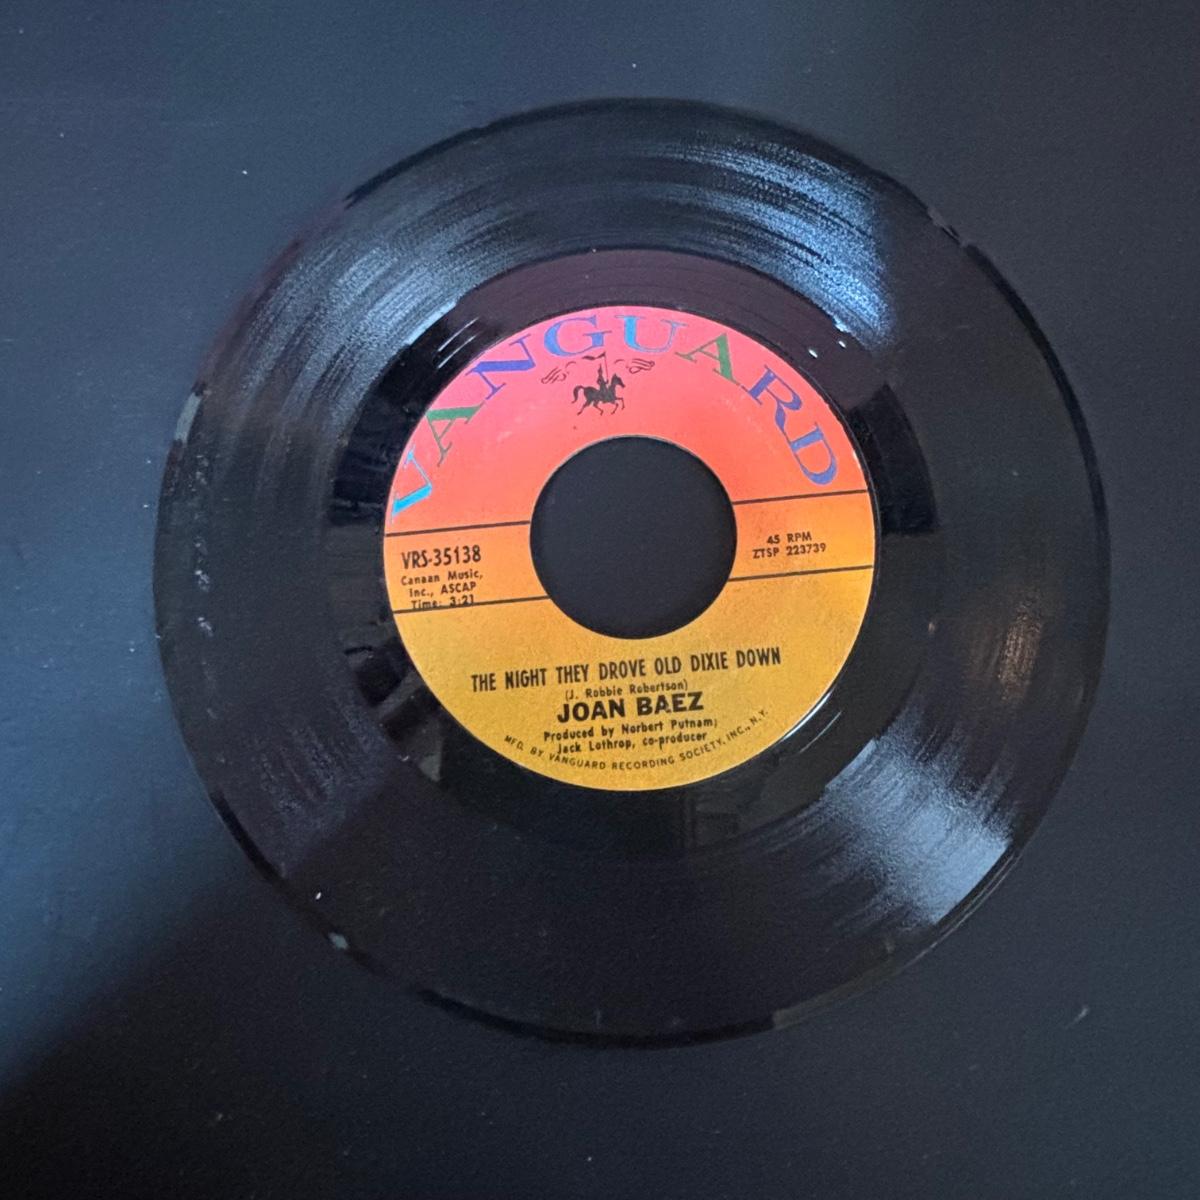 VANGUARD
VRS-35138
Canaan Music,
Inc., ASCAP
Time: 3:21
45 RPM
ZTSP 223739
THE NIGHT THEY DROVE OLD DIXIE DOWN
(J. Robbie Robertson)
JOAN BAEZ
Produced by Norbert Putnam;
Jack Lothrop, co-producer
MFD. BY VANGUARD RECORDING SOCIETY, INC., N.Y.